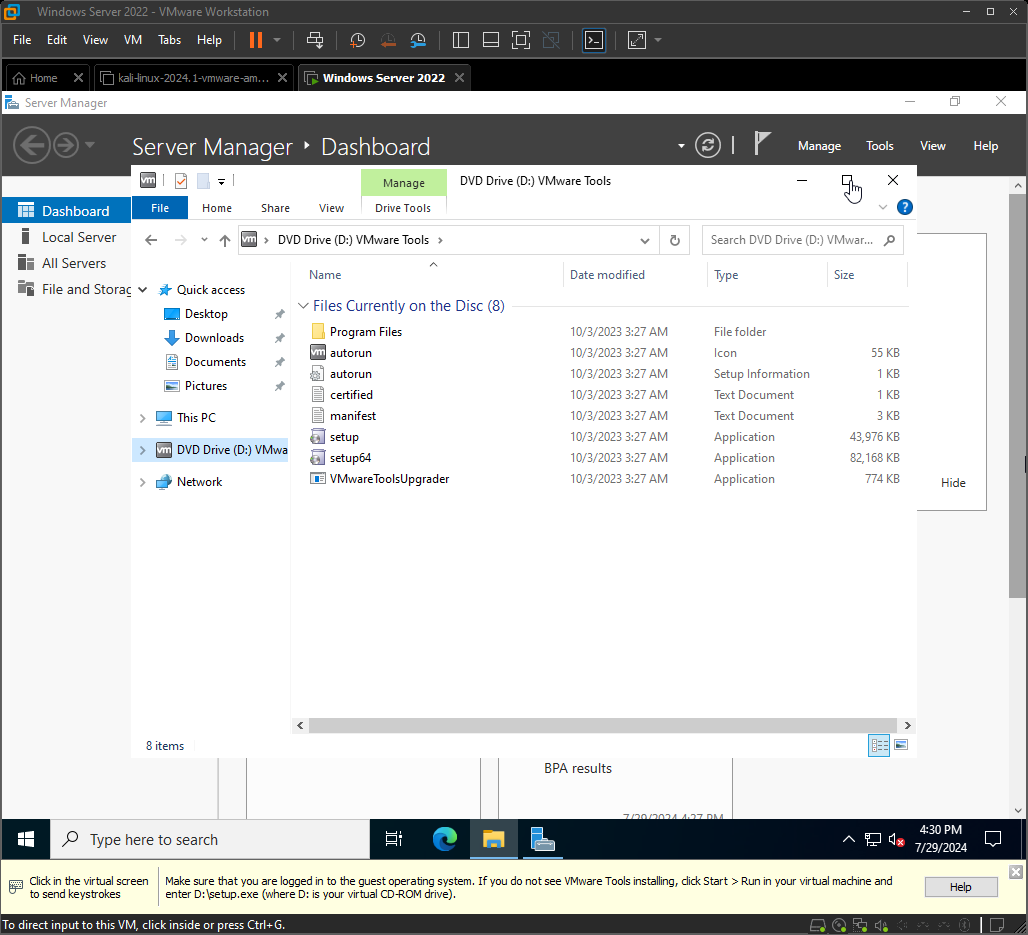 Windows Server 2022 - VMware Workstation
File Edit View VM Tabs Help
Home kali-linux-2024.1-vmware-am... Windows Server 2022
Server Manager
Server Manager Dashboard
Manage Tools View Help
vm Manage DVD Drive (D:) VMware Tools
File Home Share View Drive Tools
vm DVD Drive (D:) VMware Tools Search DVD Drive (D:) VMwar...
Dashboard
Local Server
All Servers
File and Storag
Quick access
Desktop
Downloads
Documents
Pictures
This PC
vm DVD Drive (D:) VMwa
Network
Name Date modified Type Size
Files Currently on the Disc (8)
Program Files 10/3/2023 3:27 AM File folder
vm autorun 10/3/2023 3:27 AM Icon 55 KB
autorun 10/3/2023 3:27 AM Setup Information 1 KB
certified 10/3/2023 3:27 AM Text Document 1 KB
manifest 10/3/2023 3:27 AM Text Document 3 KB
setup 10/3/2023 3:27 AM Application 43,976 KB
setup64 10/3/2023 3:27 AM Application 82,168 KB
VMwareToolsUpgrader 10/3/2023 3:27 AM Application 774 KB
Hide
8 items
BPA results
7/29/2024 4:27 PM
Type here to search
4:30 PM
7/29/2024
Click in the virtual screen
to send keystrokes
Make sure that you are logged in to the guest operating system. If you do not see VMware Tools installing, click Start > Run in your virtual machine and
enter D:\setup.exe (where D: is your virtual CD-ROM drive).
Help
To direct input to this VM, click inside or press Ctrl+G.